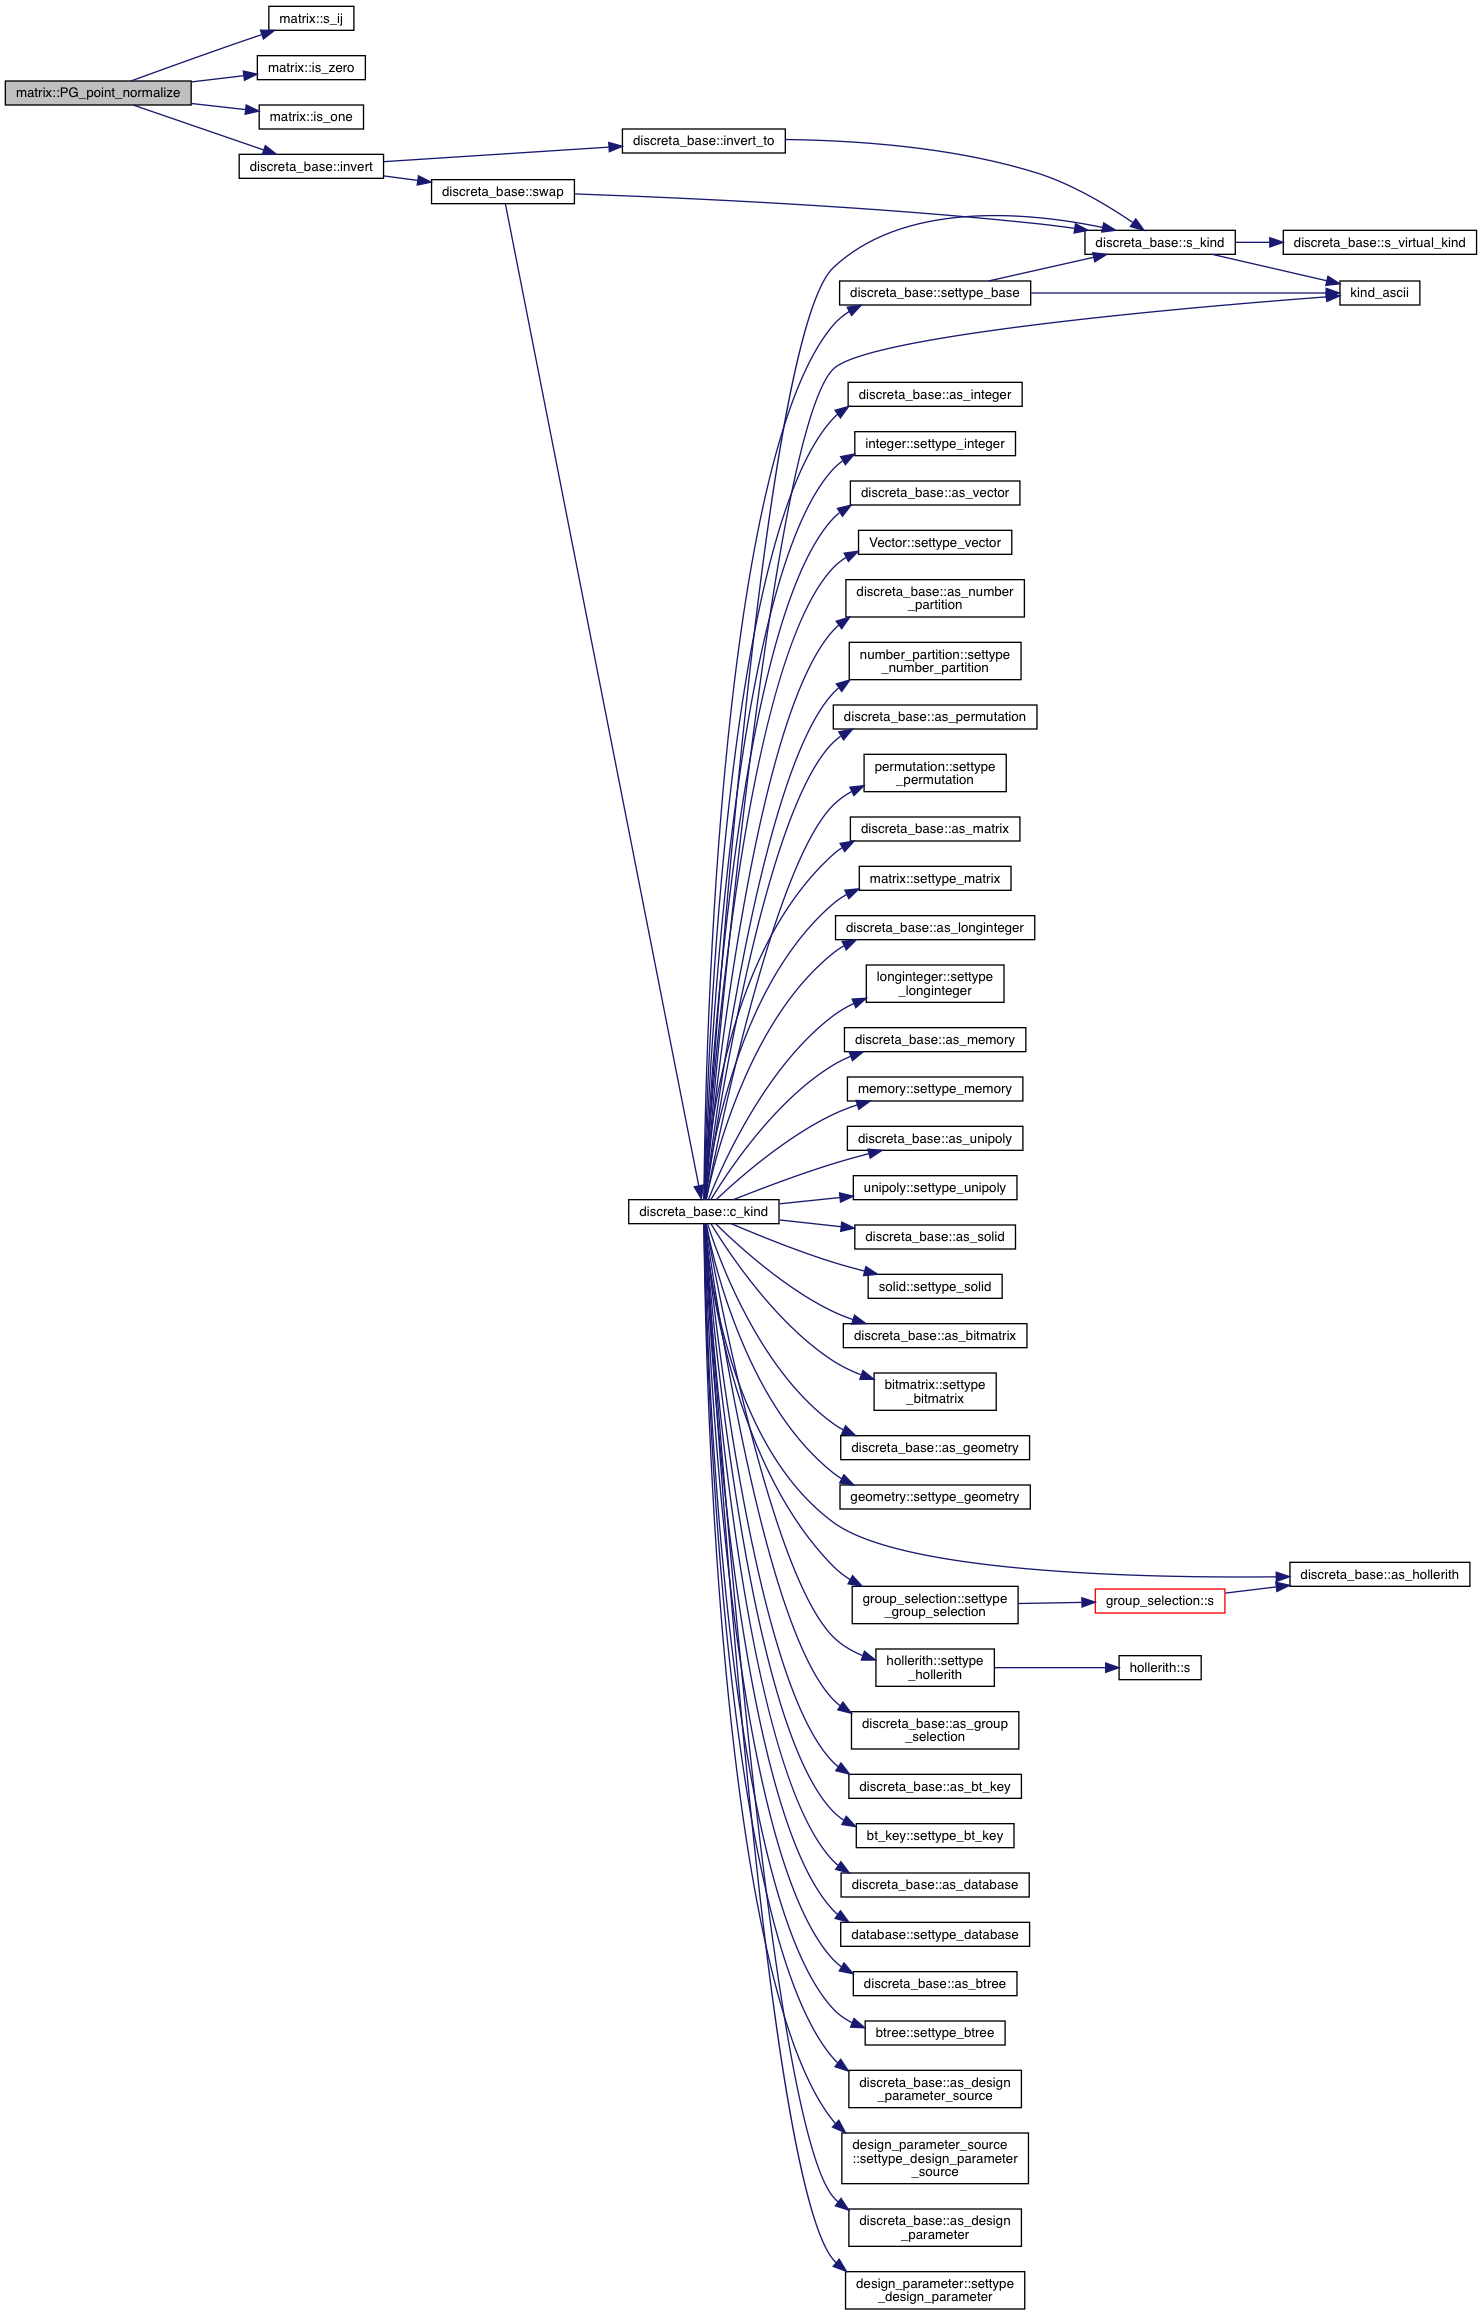 matrix::s_ij
matrix::is_zero
matrix::PG_point_normalize
matrix::is_one
discreta_base::invert_to
discreta_base::invert
discreta_base::swap
discreta_base::s_kind
discreta_base::s_virtual_kind
discreta_base::settype_base
kind_ascii
discreta_base::as_integer
integer::settype_integer
discreta_base::as_vector
Vector::settype_vector
discreta_base::as_number
_partition
number_partition::settype
_number_partition
discreta_base::as_permutation
permutation::settype
_permutation
discreta_base::as_matrix
matrix::settype_matrix
discreta_base::as_longinteger
longinteger::settype
_longinteger
discreta_base::as_memory
memory::settype_memory
discreta_base::as_unipoly
unipoly::settype_unipoly
discreta_base::c_kind
discreta_base::as_solid
solid::settype_solid
discreta_base::as_bitmatrix
bitmatrix::settype
_bitmatrix
discreta_base::as_geometry
geometry::settype_geometry
discreta_base::as_hollerith
group_selection::settype
_group_selection
group_selection::s
hollerith::settype
_hollerith
hollerith::s
discreta_base::as_group
_selection
discreta_base::as_bt_key
bt_key::settype_bt_key
discreta_base::as_database
database::settype_database
discreta_base::as_btree
btree::settype_btree
discreta_base::as_design
_parameter_source
design_parameter_source
::settype_design_parameter
_source
discreta_base::as_design
_parameter
design_parameter::settype
_design_parameter